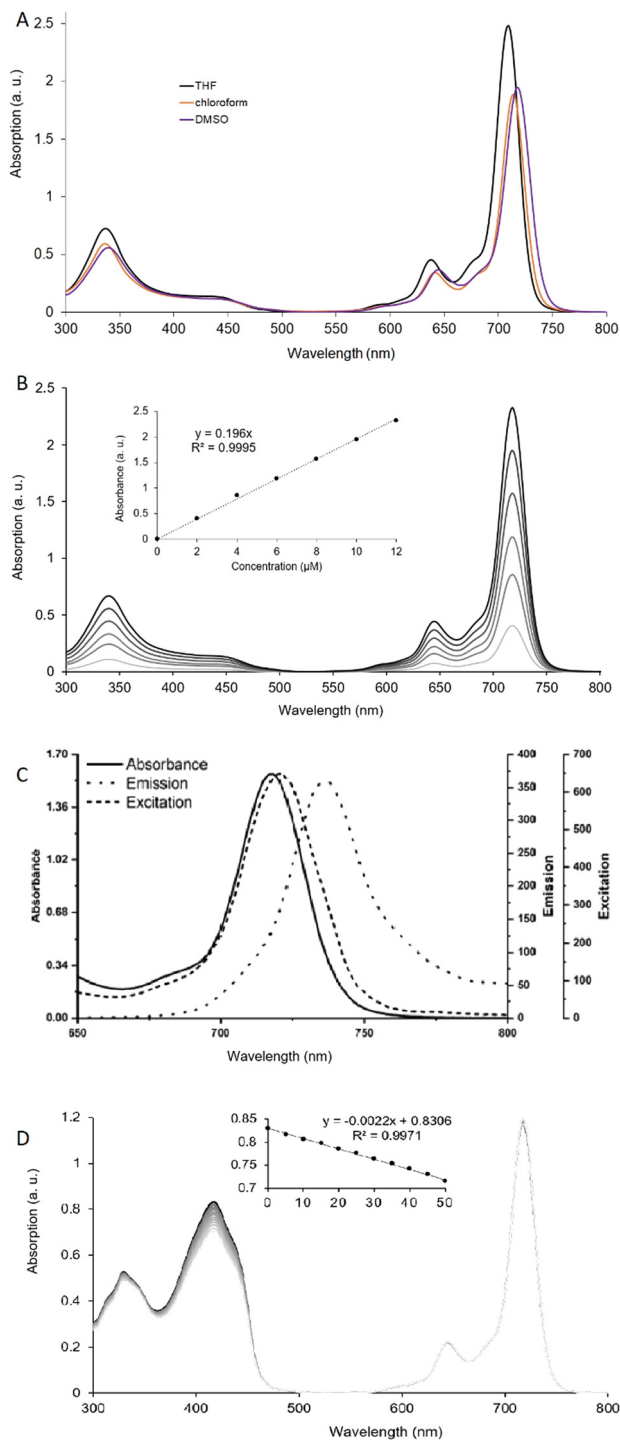 A
2.5
2
1.5
1
0.5
0
Absorption (a. u.)
THF
chloroform
DMSO
300 350 400 450 500 550 600 650 700 750 800
Wavelength (nm)
B
2.5
2
1.5
1
0.5
0
Absorption (a. u.)
2.5
2
1.5
1
0.5
0
Absorbance (a. u.)
y = 0.196x
R² = 0.9995
0 2 4 6 8 10 12
Concentration (µM)
300 350 400 450 500 550 600 650 700 750 800
Wavelength (nm)
C
1.70
1.36
1.02
0.68
0.34
0.00
Absorbance
Absorbance
Emission
Excitation
400
350
300
250
200
150
100
50
0
Emission
700
600
500
400
300
200
100
0
Excitation
650 700 750 800
Wavelength (nm)
D
1.2
1
0.8
0.6
0.4
0.2
0
Absorption (a. u.)
0.85
0.8
0.75
0.7
y = -0.0022x + 0.8306
R² = 0.9971
0 10 20 30 40 50
300 400 500 600 700 800
Wavelength (nm)